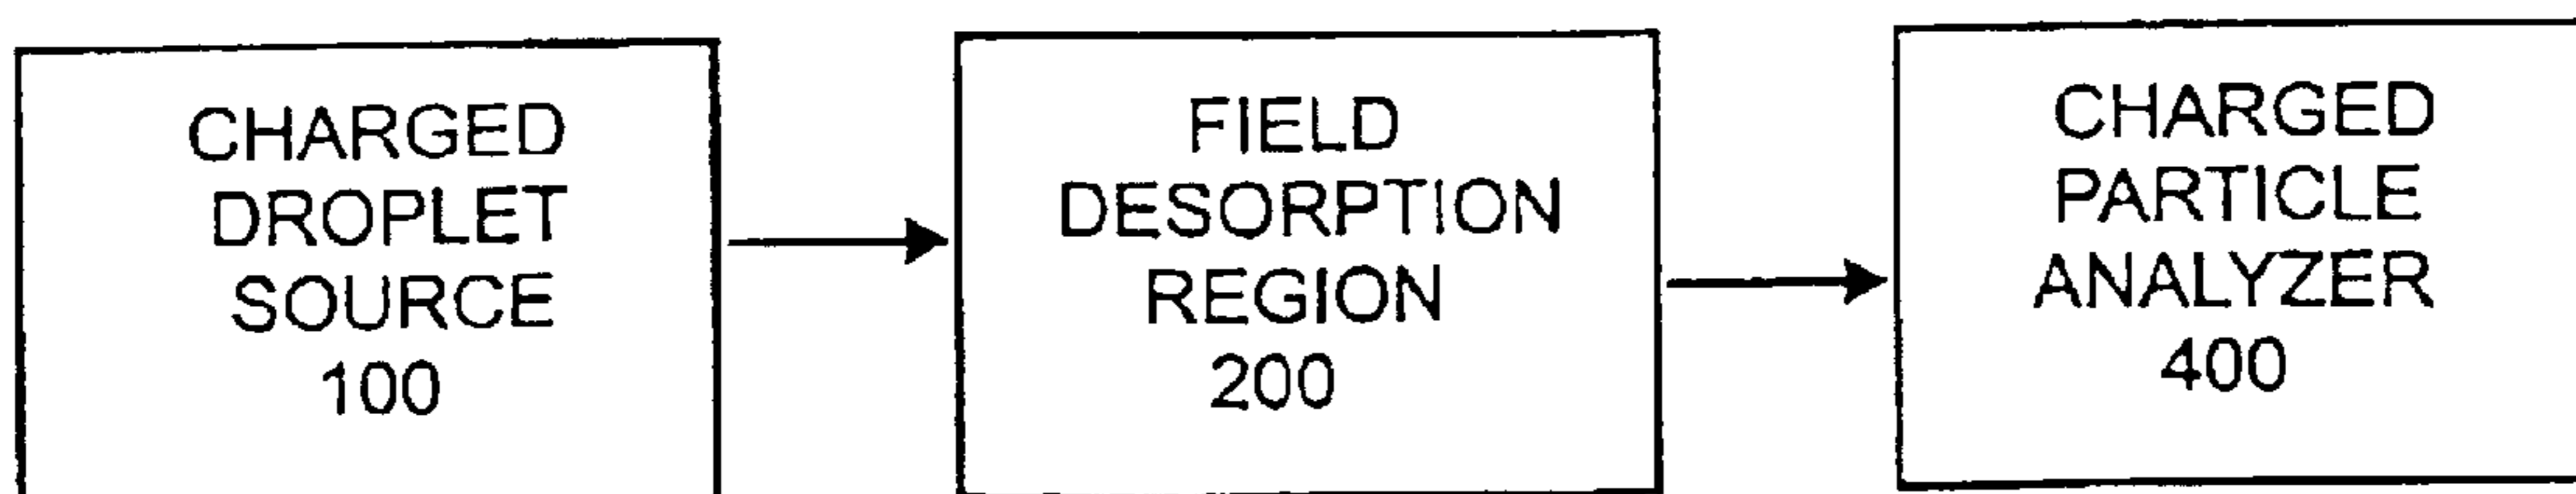 CHARGED
DROPLET
SOURCE
100
FIELD
DESORPTION
REGION
200
CHARGED
PARTICLE
ANALYZER
400